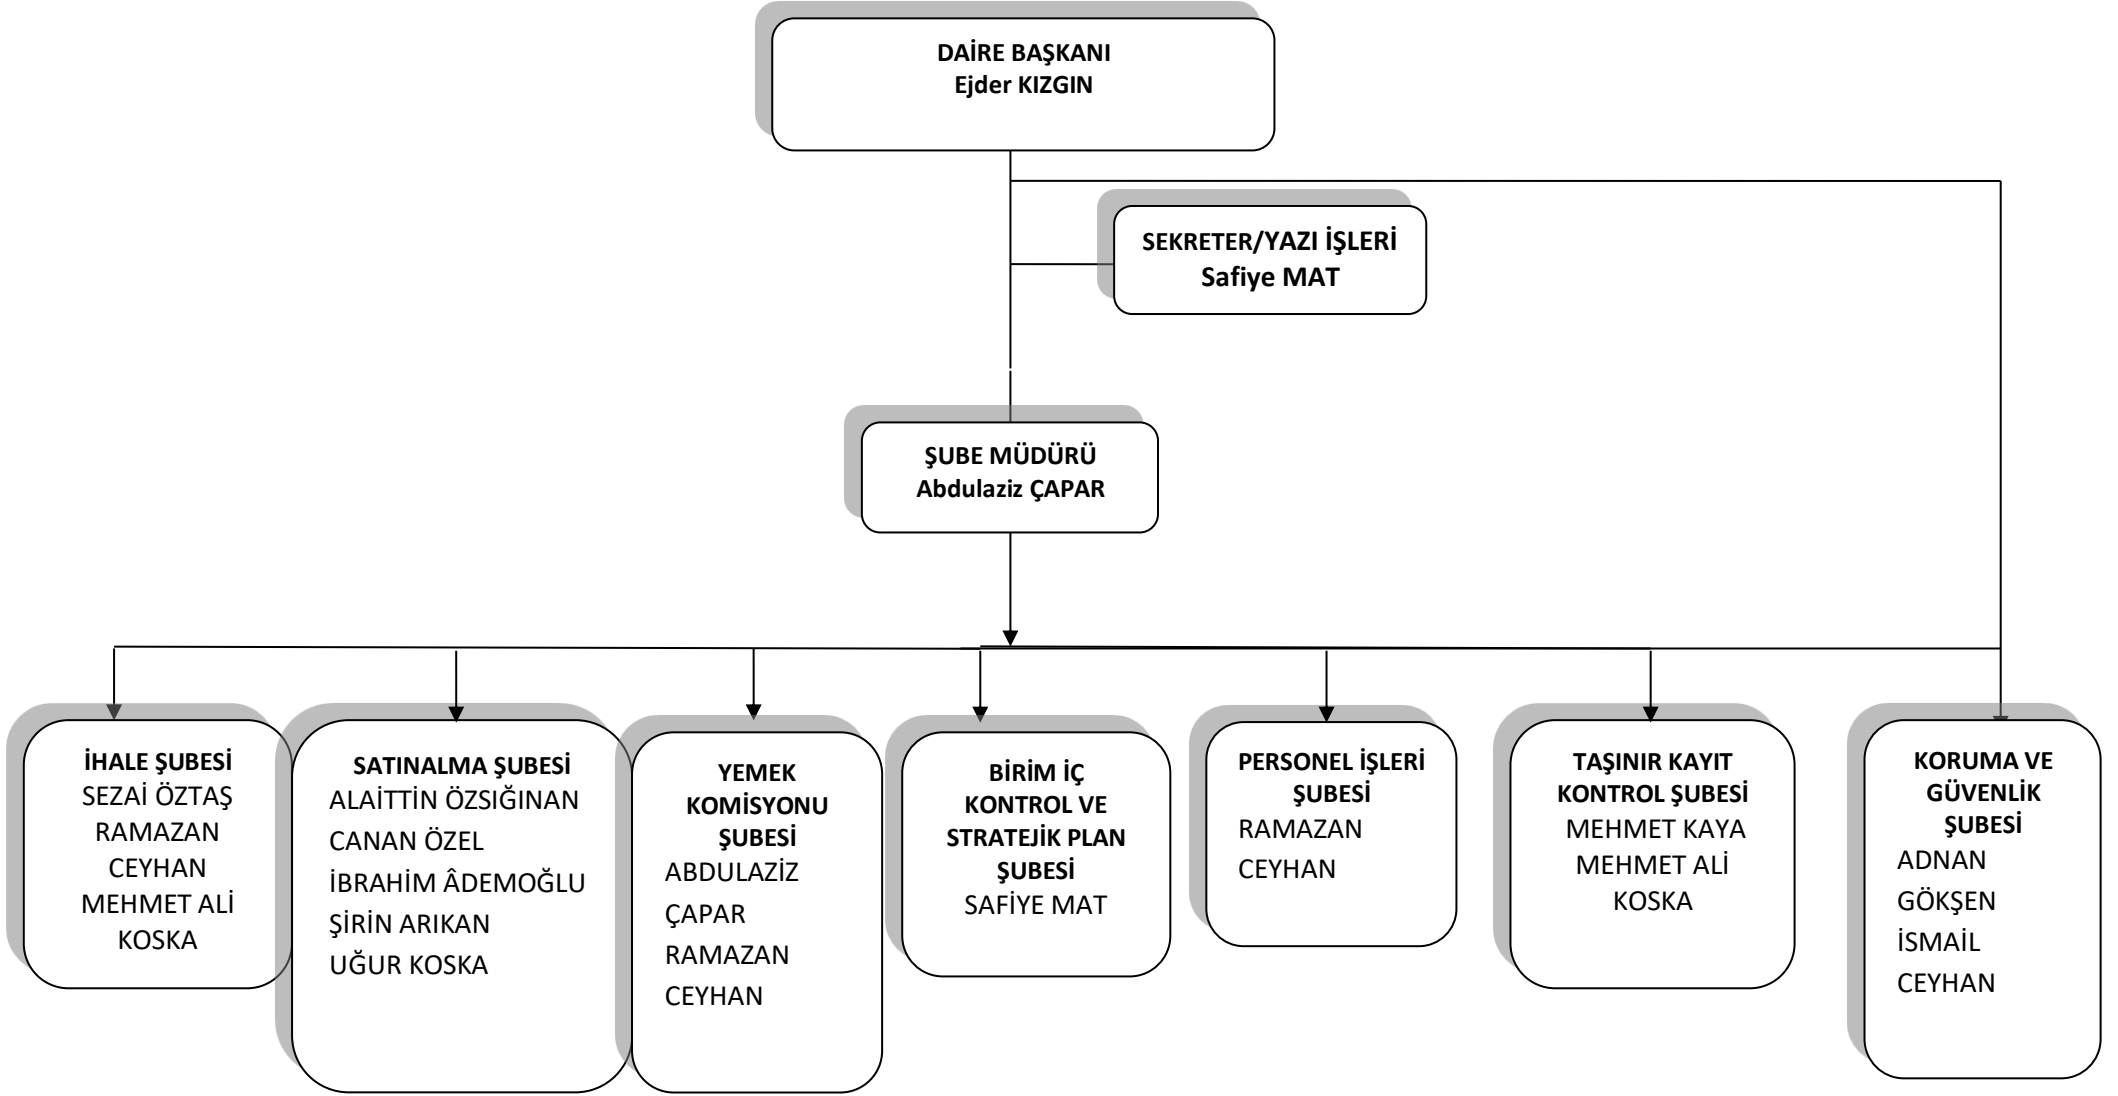 DAİRE BAŞKANI
Ejder KIZGIN
SEKRETER/YAZI İŞLERİ
Safiye MAT
ŞUBE MÜDÜRÜ
Abdulaziz ÇAPAR
İHALE ŞUBESİ
SEZAİ ÖZTAŞ
RAMAZAN
CEYHAN
MEHMET ALİ
KOSKA
SATINALMA ŞUBESİ
ALAİTTİN ÖZSIĞINAN
CANAN ÖZEL
İBRAHİM ÂDEMOĞLU
ŞİRİN ARIKAN
UĞUR KOSKA
YEMEK
KOMİSYONU
ŞUBESİ
ABDULAZİZ
ÇAPAR
RAMAZAN
CEYHAN
BİRİM İÇ
KONTROL VE
STRATEJİK PLAN
ŞUBESİ
SAFİYE MAT
PERSONEL İŞLERİ
ŞUBESİ
RAMAZAN
CEYHAN
TAŞINIR KAYIT
KONTROL ŞUBESİ
MEHMET KAYA
MEHMET ALİ
KOSKA
KORUMA VE
GÜVENLİK
ŞUBESİ
ADNAN
GÖKŞEN
İSMAİL
CEYHAN